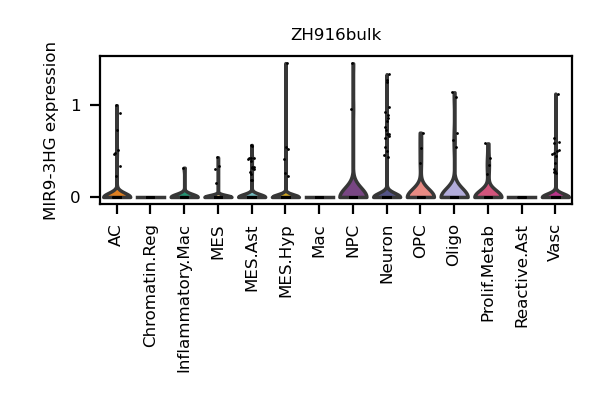 ZH916bulk
MIR9-3HG expression
1
0
AC
Chromatin.Reg
Inflammatory.Mac
MES
MES.Ast
MES.Hyp
Mac
NPC
Neuron
OPC
Oligo
Prolif.Metab
Reactive.Ast
Vasc